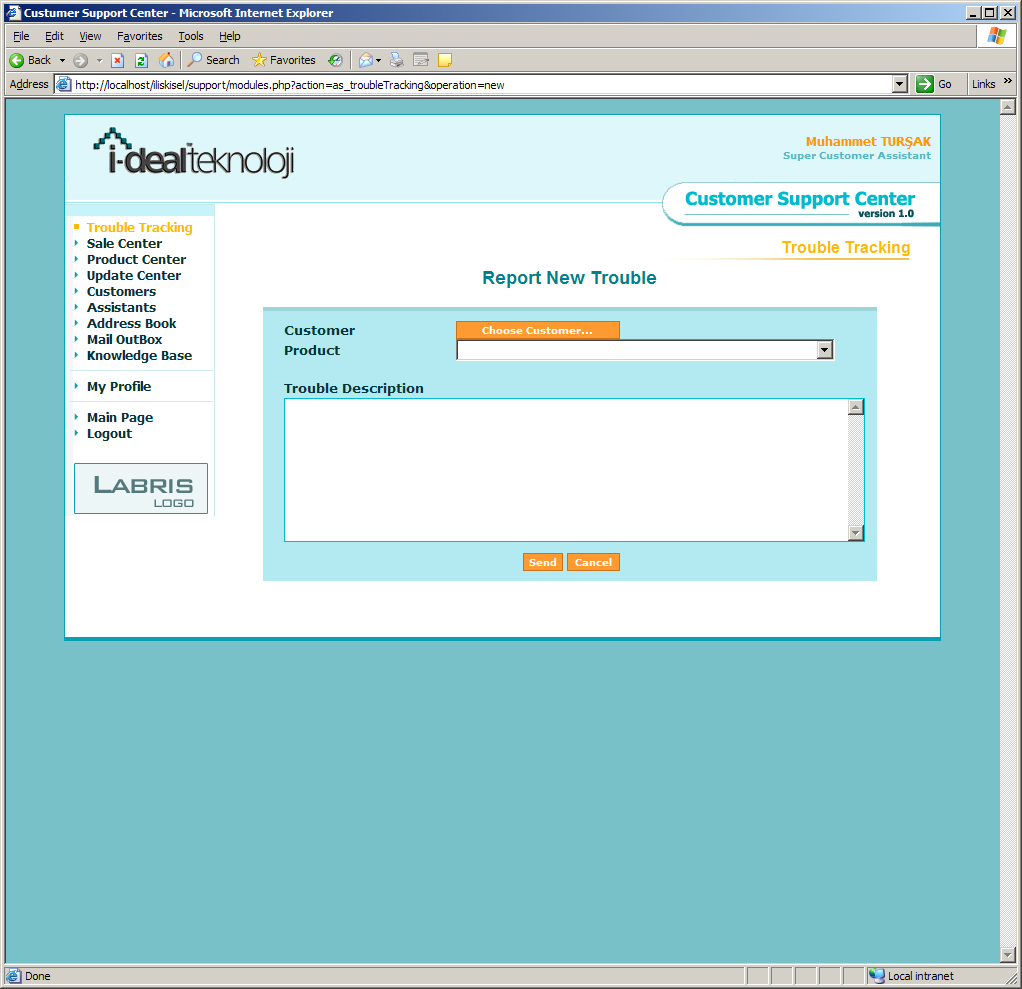 Custumer Support Center - Microsoft Internet Explorer
File Edit View Favorites Tools Help
Back Search Favorites
Address http://localhost/iliskisel/support/modules.php?action=as_troubleTracking&operation=new Go Links »
i-dealteknoloji™
Muhammet TURŞAK
Super Customer Assistant
Customer Support Center
version 1.0
Trouble Tracking
Sale Center
Product Center
Update Center
Customers
Assistants
Address Book
Mail OutBox
Knowledge Base
My Profile
Main Page
Logout
LABRIS
LOGO
Trouble Tracking
Report New Trouble
Customer Choose Customer...
Product
Trouble Description
Send Cancel
Done Local intranet